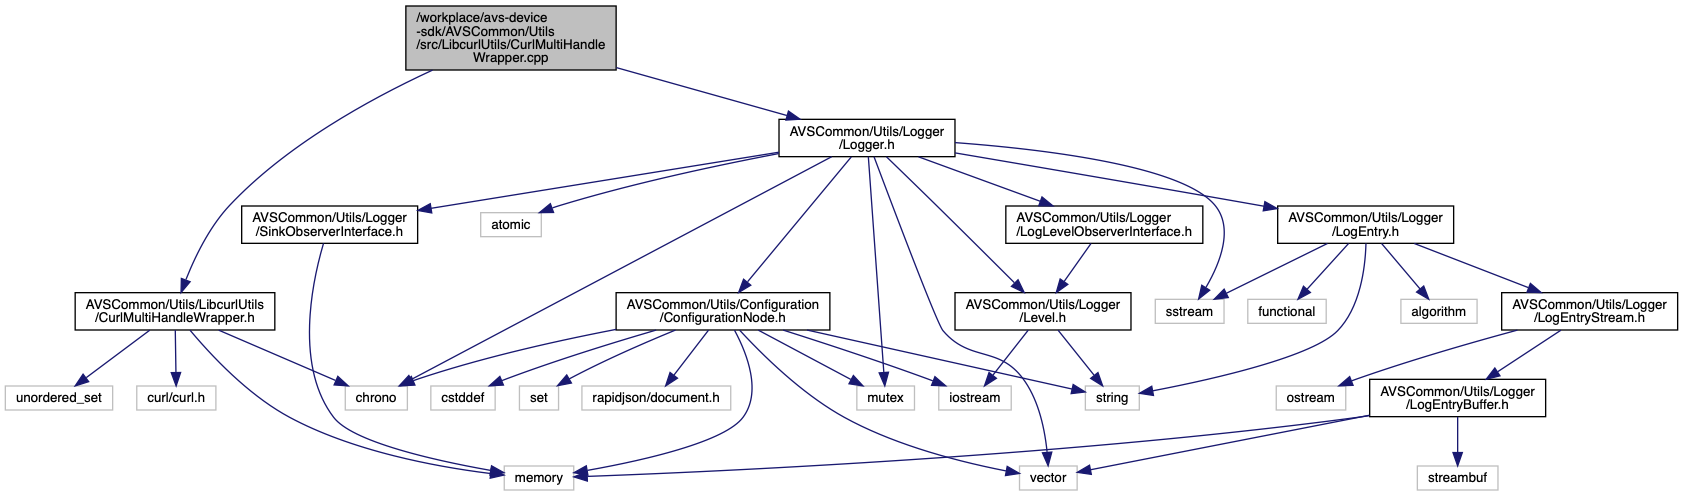 /workplace/avs-device
-sdk/AVSCommon/Utils
/src/LibcurlUtils/CurlMultiHandle
Wrapper.cpp
AVSCommon/Utils/Logger
/Logger.h
AVSCommon/Utils/Logger
/SinkObserverInterface.h
atomic
AVSCommon/Utils/Logger
/LogLevelObserverInterface.h
AVSCommon/Utils/Logger
/LogEntry.h
AVSCommon/Utils/LibcurlUtils
/CurlMultiHandleWrapper.h
AVSCommon/Utils/Configuration
/ConfigurationNode.h
AVSCommon/Utils/Logger
/Level.h
sstream
functional
algorithm
AVSCommon/Utils/Logger
/LogEntryStream.h
unordered_set
curl/curl.h
chrono
cstddef
set
rapidjson/document.h
mutex
iostream
string
ostream
AVSCommon/Utils/Logger
/LogEntryBuffer.h
memory
vector
streambuf